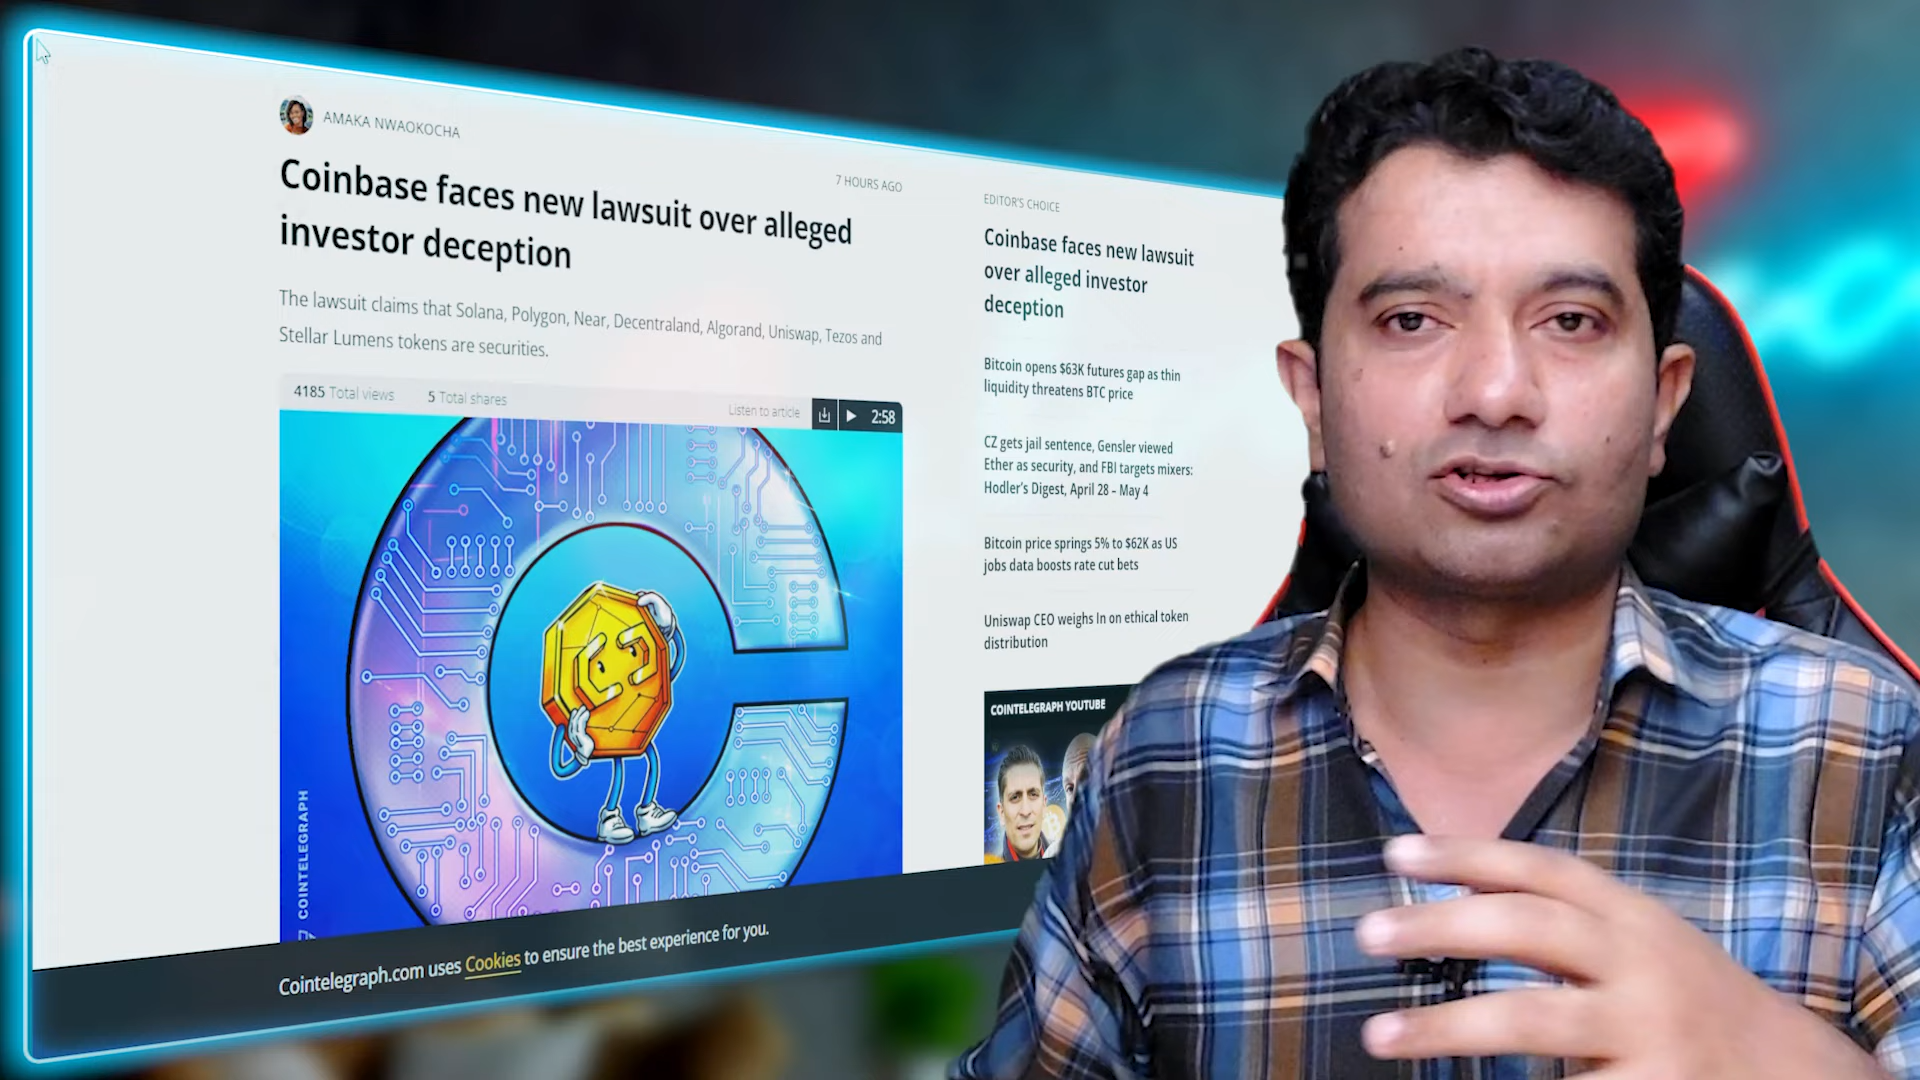 AMAKA NWAOKOCHA
7 HOURS AGO
Coinbase faces new lawsuit over alleged
investor deception
The lawsuit claims that Solana, Polygon, Near, Decentraland, Algorand, Uniswap, Tezos and
Stellar Lumens tokens are securities.
4185 Total views 5 Total shares
Listen to article 2:58
COINTELEGRAPH
EDITOR'S CHOICE
Coinbase faces new lawsuit
over alleged investor
deception
Bitcoin opens $63K futures gap as thin
liquidity threatens BTC price
CZ gets jail sentence, Gensler viewed
Ether as security, and FBI targets mixers:
Hodler's Digest, April 28 – May 4
Bitcoin price springs 5% to $62K as US
jobs data boosts rate cut bets
Uniswap CEO weighs In on ethical token
distribution
COINTELEGRAPH YOUTUBE
Cointelegraph.com uses Cookies to ensure the best experience for you.